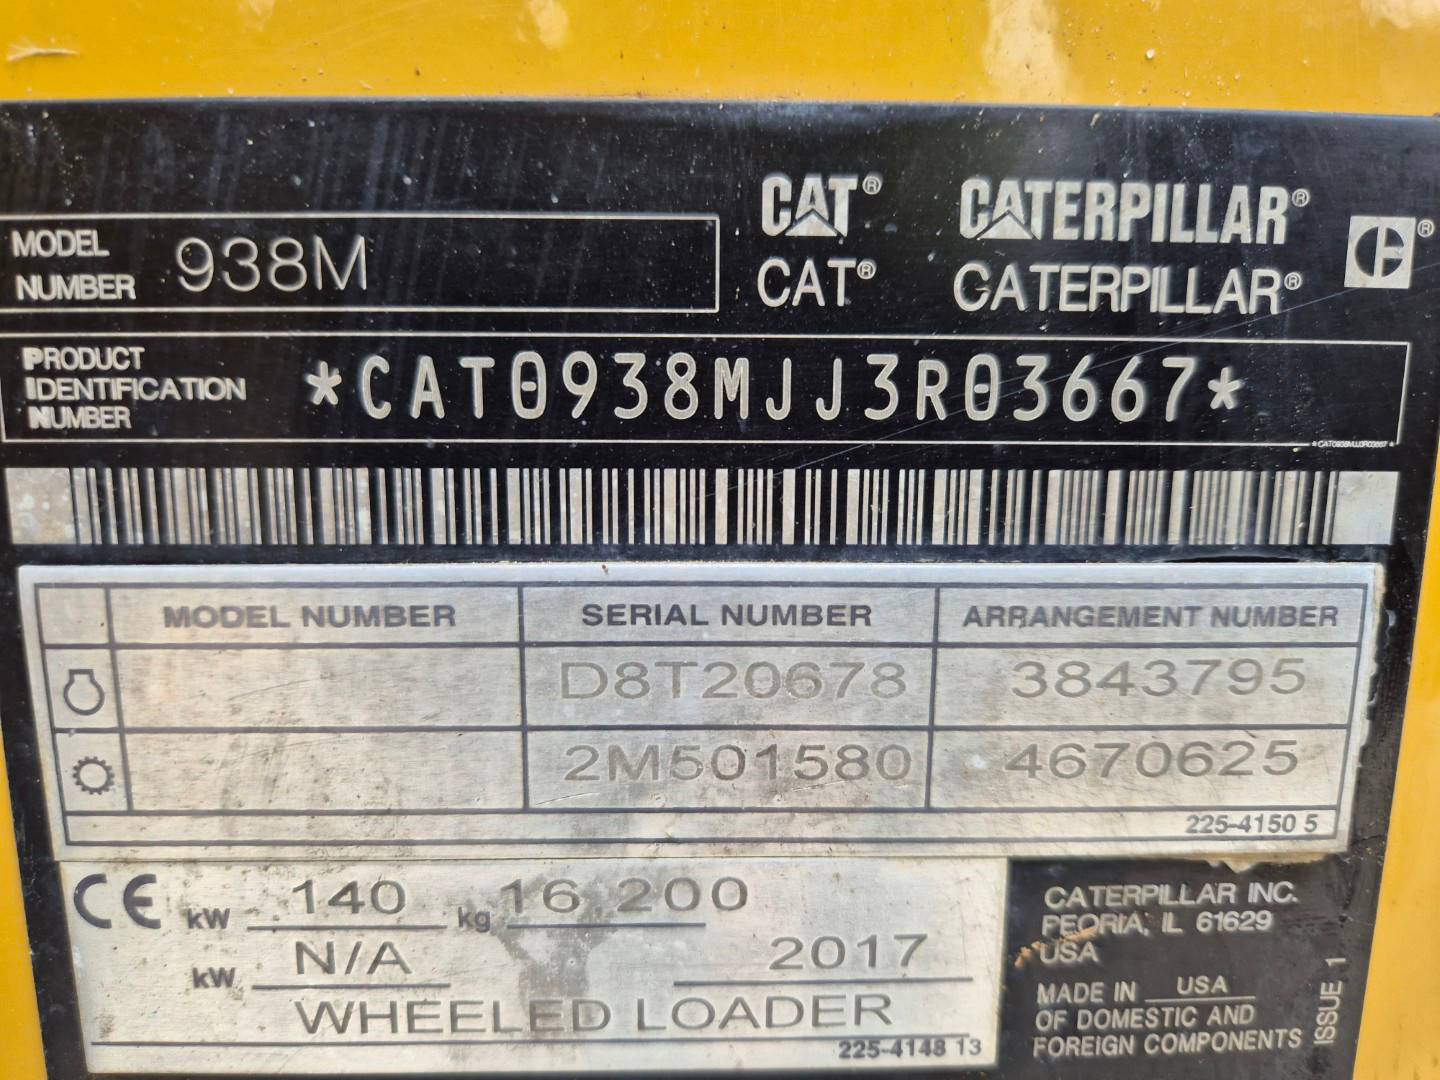 CAT® CATERPILLAR®
MODEL NUMBER 938M
CAT® CATERPILLAR®
PRODUCT IDENTIFICATION NUMBER *CAT0938MJJ3R03667*
*CAT0938MJJ3R03667*
MODEL NUMBER SERIAL NUMBER ARRANGEMENT NUMBER
D8T20678 3843795
2M501580 4670625
225-4150 5
CE kW 140 kg 16 200
kW N/A 2017
WHEELED LOADER
225-4148 13
CATERPILLAR INC.
PEORIA, IL 61629
USA
MADE IN USA
OF DOMESTIC AND
FOREIGN COMPONENTS
ISSUE 1